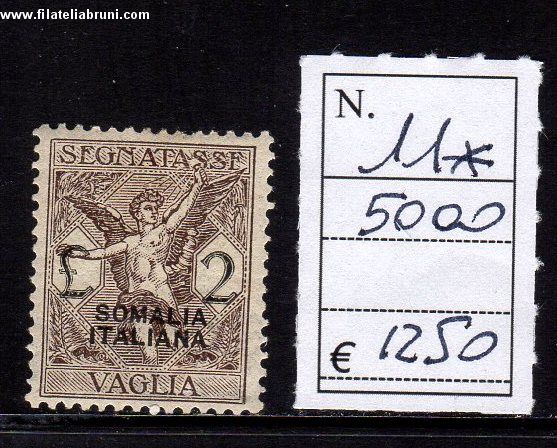 www.filateliabruni.com
SEGNATASSE
£ 2
SOMALIA
ITALIANA
VAGLIA
N.
11*
5000
€ 1250